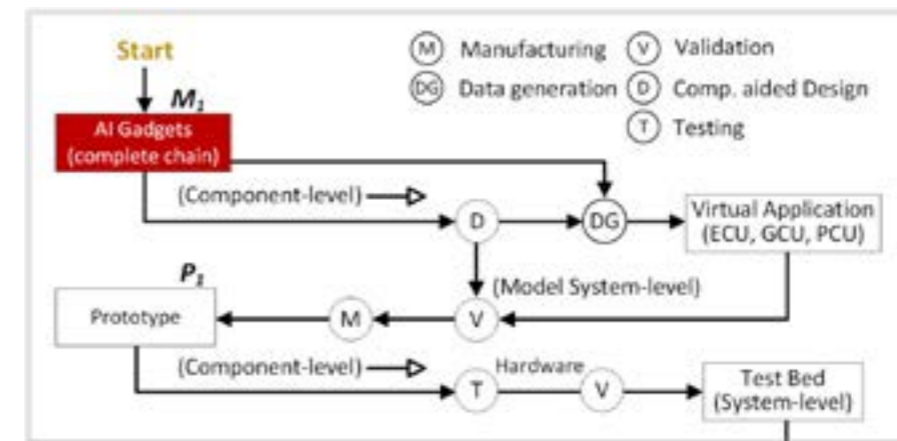 Start
M Manufacturing
V Validation
DG Data generation
D Comp. aided Design
T Testing
M1
AI Gadgets
(complete chain)
(Component-level)
D
DG
Virtual Application
(ECU, GCU, PCU)
(Model System-level)
P1
Prototype
M
V
(Component-level)
T
Hardware
V
Test Bed
(System-level)